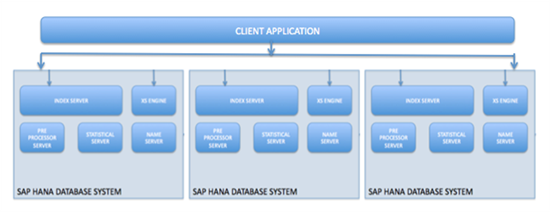 CLIENT APPLICATION
INDEX SERVER
XS ENGINE
PRE
PROCESSOR
SERVER
STATISTICAL
SERVER
NAME
SERVER
SAP HANA DATABASE SYSTEM
INDEX SERVER
XS ENGINE
PRE
PROCESSOR
SERVER
STATISTICAL
SERVER
NAME
SERVER
SAP HANA DATABASE SYSTEM
INDEX SERVER
XS ENGINE
PRE
PROCESSOR
SERVER
STATISTICAL
SERVER
NAME
SERVER
SAP HANA DATABASE SYSTEM